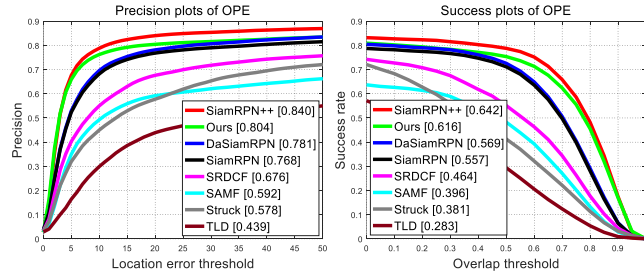 Precision plots of OPE
0.9
0.8
0.7
0.6
0.5
0.4
0.3
0.2
0.1
0
Precision
0 5 10 15 20 25 30 35 40 45 50
Location error threshold
SiamRPN++ [0.840]
Ours [0.804]
DaSiamRPN [0.781]
SiamRPN [0.768]
SRDCF [0.676]
SAMF [0.592]
Struck [0.578]
TLD [0.439]
Success plots of OPE
0.9
0.8
0.7
0.6
0.5
0.4
0.3
0.2
0.1
0
Success rate
0 0.1 0.2 0.3 0.4 0.5 0.6 0.7 0.8 0.9
Overlap threshold
SiamRPN++ [0.642]
Ours [0.616]
DaSiamRPN [0.569]
SiamRPN [0.557]
SRDCF [0.464]
SAMF [0.396]
Struck [0.381]
TLD [0.283]